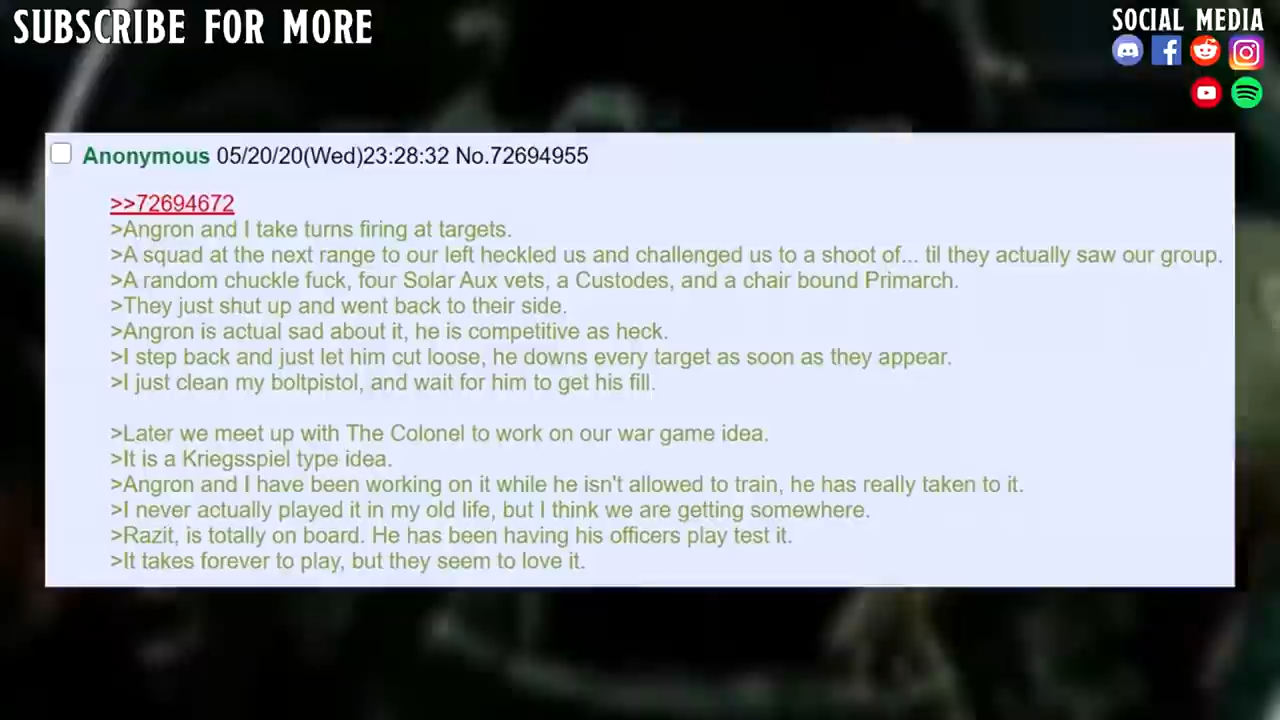 SUBSCRIBE FOR MORE
SOCIAL MEDIA
Anonymous 05/20/20(Wed)23:28:32 No.72694955
>>72694672
>Angron and I take turns firing at targets.
>A squad at the next range to our left heckled us and challenged us to a shoot of... til they actually saw our group.
>A random chuckle fuck, four Solar Aux vets, a Custodes, and a chair bound Primarch.
>They just shut up and went back to their side.
>Angron is actual sad about it, he is competitive as heck.
>I step back and just let him cut loose, he downs every target as soon as they appear.
>I just clean my boltpistol, and wait for him to get his fill.
>Later we meet up with The Colonel to work on our war game idea.
>It is a Kriegsspiel type idea.
>Angron and I have been working on it while he isn't allowed to train, he has really taken to it.
>I never actually played it in my old life, but I think we are getting somewhere.
>Razit, is totally on board. He has been having his officers play test it.
>It takes forever to play, but they seem to love it.